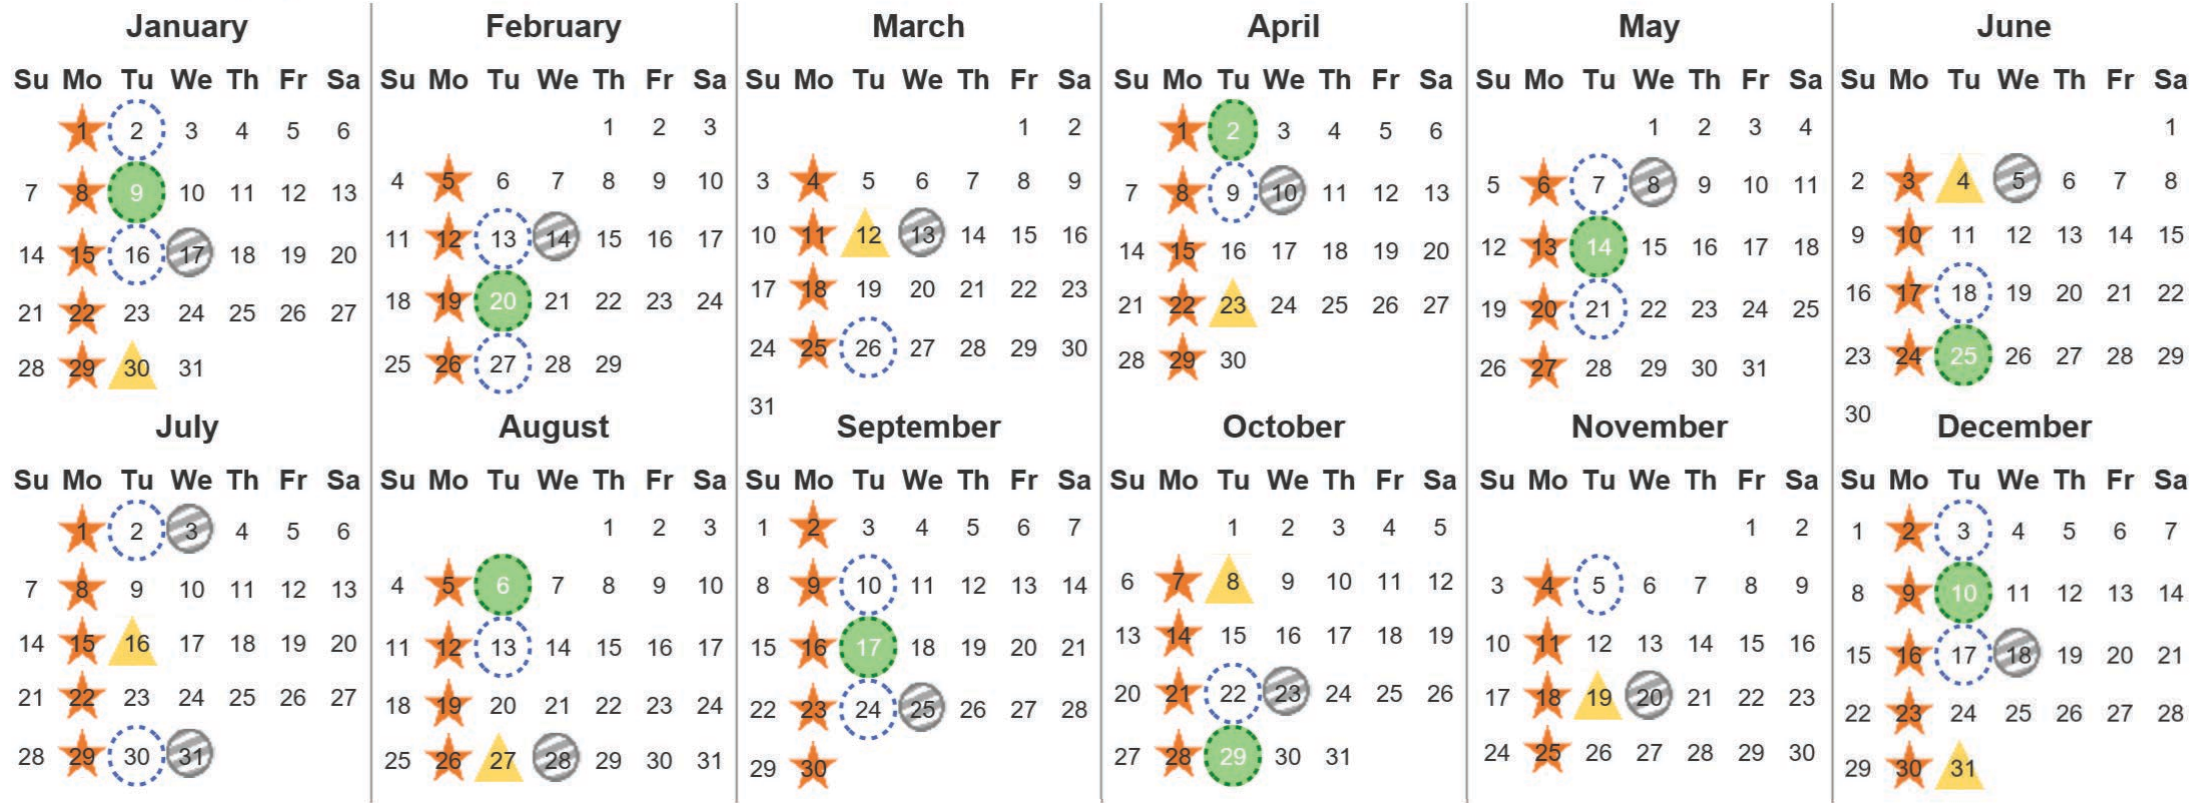 January February March April May June
Su Mo Tu We Th Fr Sa Su Mo Tu We Th Fr Sa Su Mo Tu We Th Fr Sa Su Mo Tu We Th Fr Sa Su Mo Tu We Th Fr Sa Su Mo Tu We Th Fr Sa
1 2 3 4 5 6 1 2 3 1 2 1 2 3 4 5 6 1 2 3 4 1
7 8 9 10 11 12 13 4 5 6 7 8 9 10 3 4 5 6 7 8 9 7 8 9 10 11 12 13 5 6 7 8 9 10 11 2 3 4 5 6 7 8
14 15 16 17 18 19 20 11 12 13 14 15 16 17 10 11 12 13 14 15 16 14 15 16 17 18 19 20 12 13 14 15 16 17 18 9 10 11 12 13 14 15
21 22 23 24 25 26 27 18 19 20 21 22 23 24 17 18 19 20 21 22 23 21 22 23 24 25 26 27 19 20 21 22 23 24 25 16 17 18 19 20 21 22
28 29 30 31 25 26 27 28 29 24 25 26 27 28 29 30 28 29 30 26 27 28 29 30 31 23 24 25 26 27 28 29
31 30
July August September October November December
Su Mo Tu We Th Fr Sa Su Mo Tu We Th Fr Sa Su Mo Tu We Th Fr Sa Su Mo Tu We Th Fr Sa Su Mo Tu We Th Fr Sa Su Mo Tu We Th Fr Sa
1 2 3 4 5 6 1 2 3 1 2 3 4 5 6 7 1 2 3 4 5 1 2 1 2 3 4 5 6 7
7 8 9 10 11 12 13 4 5 6 7 8 9 10 8 9 10 11 12 13 14 6 7 8 9 10 11 12 3 4 5 6 7 8 9 8 9 10 11 12 13 14
14 15 16 17 18 19 20 11 12 13 14 15 16 17 15 16 17 18 19 20 21 13 14 15 16 17 18 19 10 11 12 13 14 15 16 15 16 17 18 19 20 21
21 22 23 24 25 26 27 18 19 20 21 22 23 24 22 23 24 25 26 27 28 20 21 22 23 24 25 26 17 18 19 20 21 22 23 22 23 24 25 26 27 28
28 29 30 31 25 26 27 28 29 30 31 29 30 27 28 29 30 31 24 25 26 27 28 29 30 29 30 31